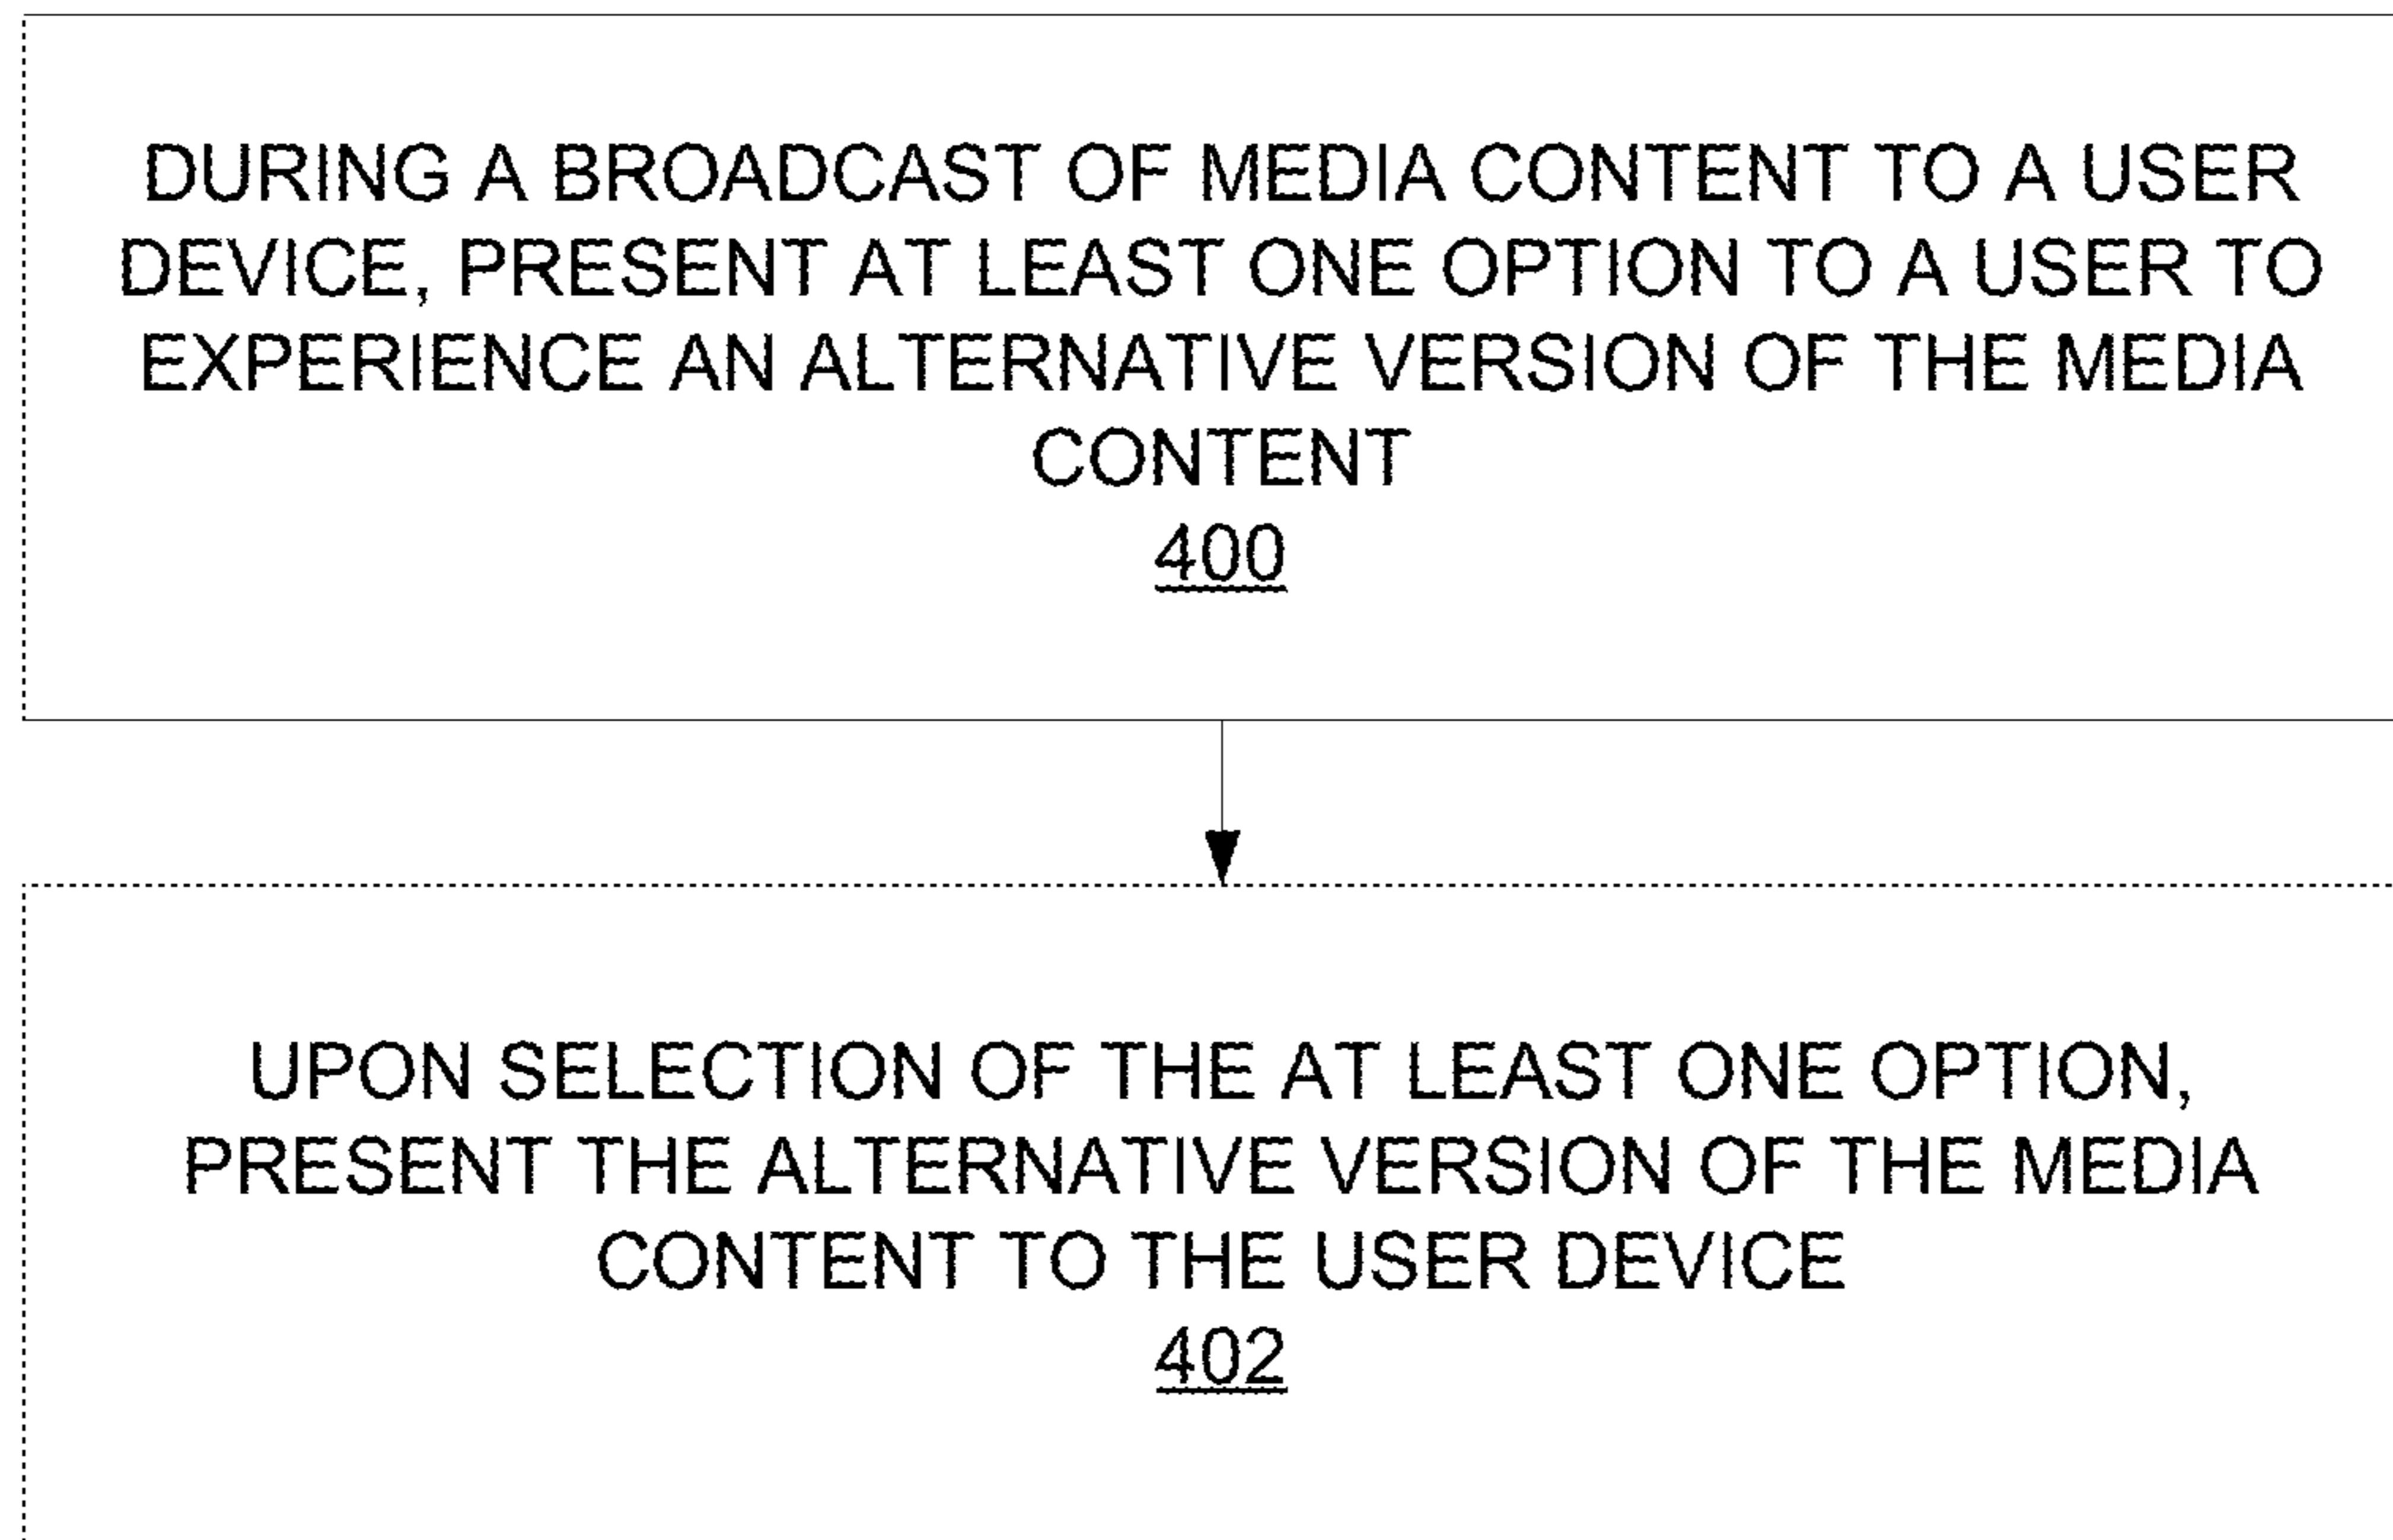 DURING A BROADCAST OF MEDIA CONTENT TO A USER
DEVICE, PRESENT AT LEAST ONE OPTION TO A USER TO
EXPERIENCE AN ALTERNATIVE VERSION OF THE MEDIA
CONTENT
400
UPON SELECTION OF THE AT LEAST ONE OPTION,
PRESENT THE ALTERNATIVE VERSION OF THE MEDIA
CONTENT TO THE USER DEVICE
402